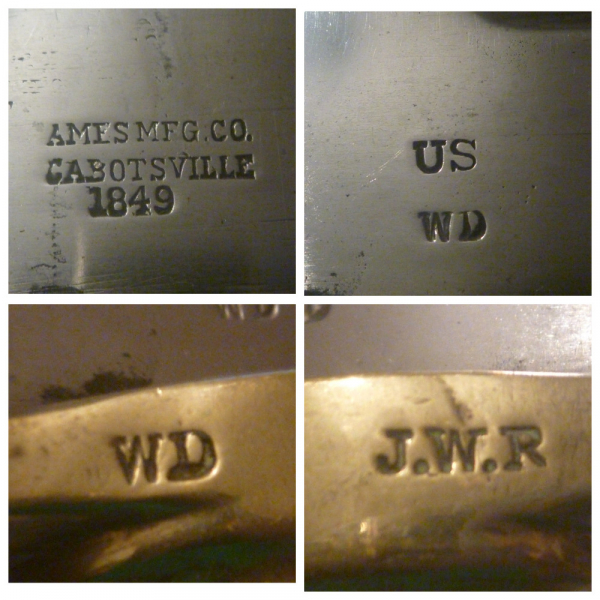 AMES MFG. CO.
CABOTSVILLE
1849
US
WD
WD
J.W.R